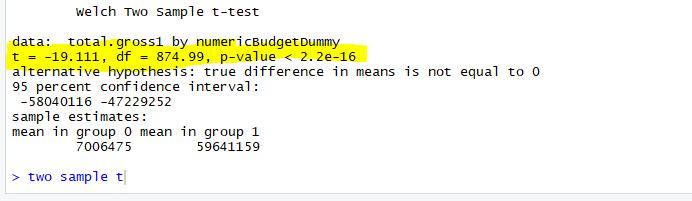 Welch Two Sample t-test
data:  total.gross1 by numericBudgetDummy
t = -19.111, df = 874.99, p-value < 2.2e-16
alternative hypothesis: true difference in means is not equal to 0
95 percent confidence interval:
 -58040116 -47229252
sample estimates:
mean in group 0 mean in group 1
        7006475        59641159
> two sample t